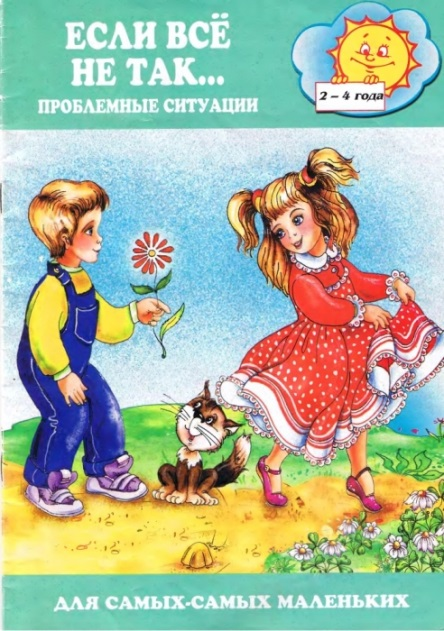 ЕСЛИ ВСЁ
НЕ ТАК...
ПРОБЛЕМНЫЕ СИТУАЦИИ
2 – 4 года
ДЛЯ САМЫХ-САМЫХ МАЛЕНЬКИХ